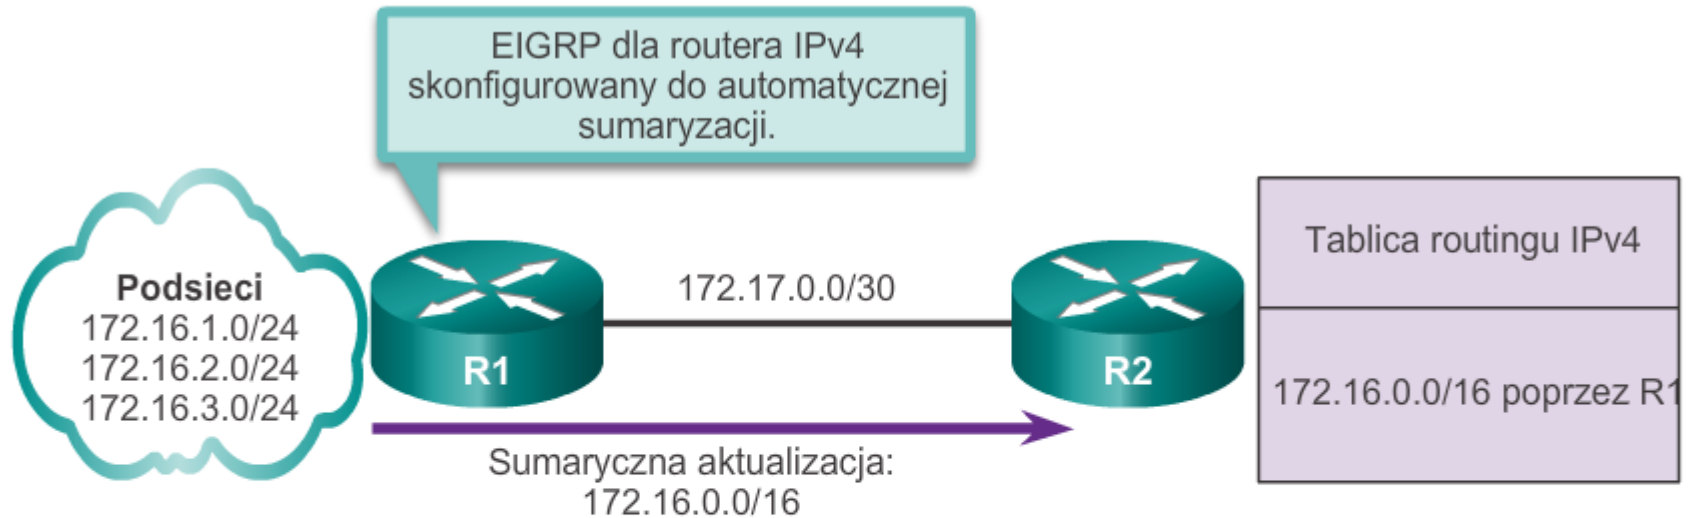 EIGRP dla routera IPv4
skonfigurowany do automatycznej
sumaryzacji.
Podsieci
172.16.1.0/24
172.16.2.0/24
172.16.3.0/24
R1
172.17.0.0/30
R2
Sumaryczna aktualizacja:
172.16.0.0/16
Tablica routingu IPv4
172.16.0.0/16 poprzez R1